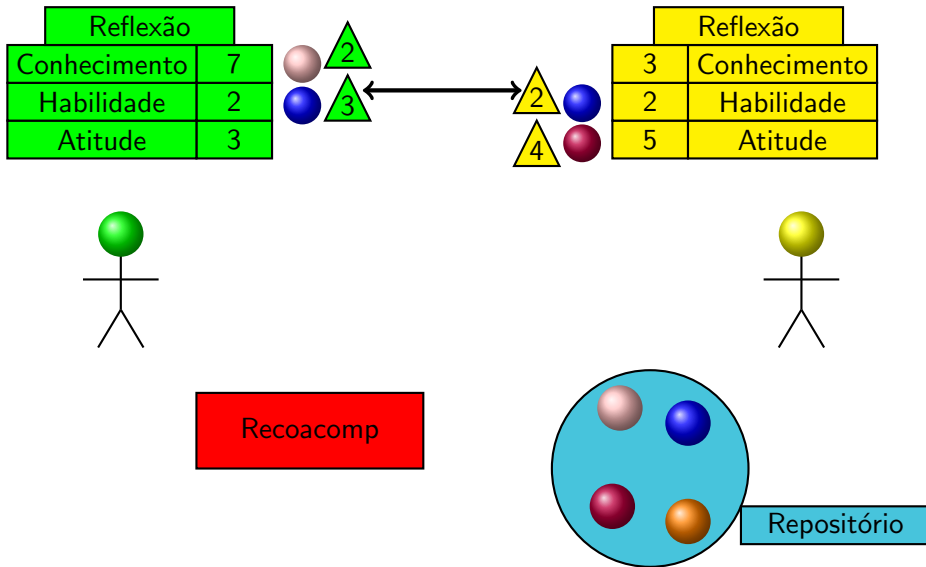 Reflexão
Conhecimento 7
Habilidade 2
Atitude 3
2
3
2
4
Reflexão
3 Conhecimento
2 Habilidade
5 Atitude
Recoacomp
Repositório